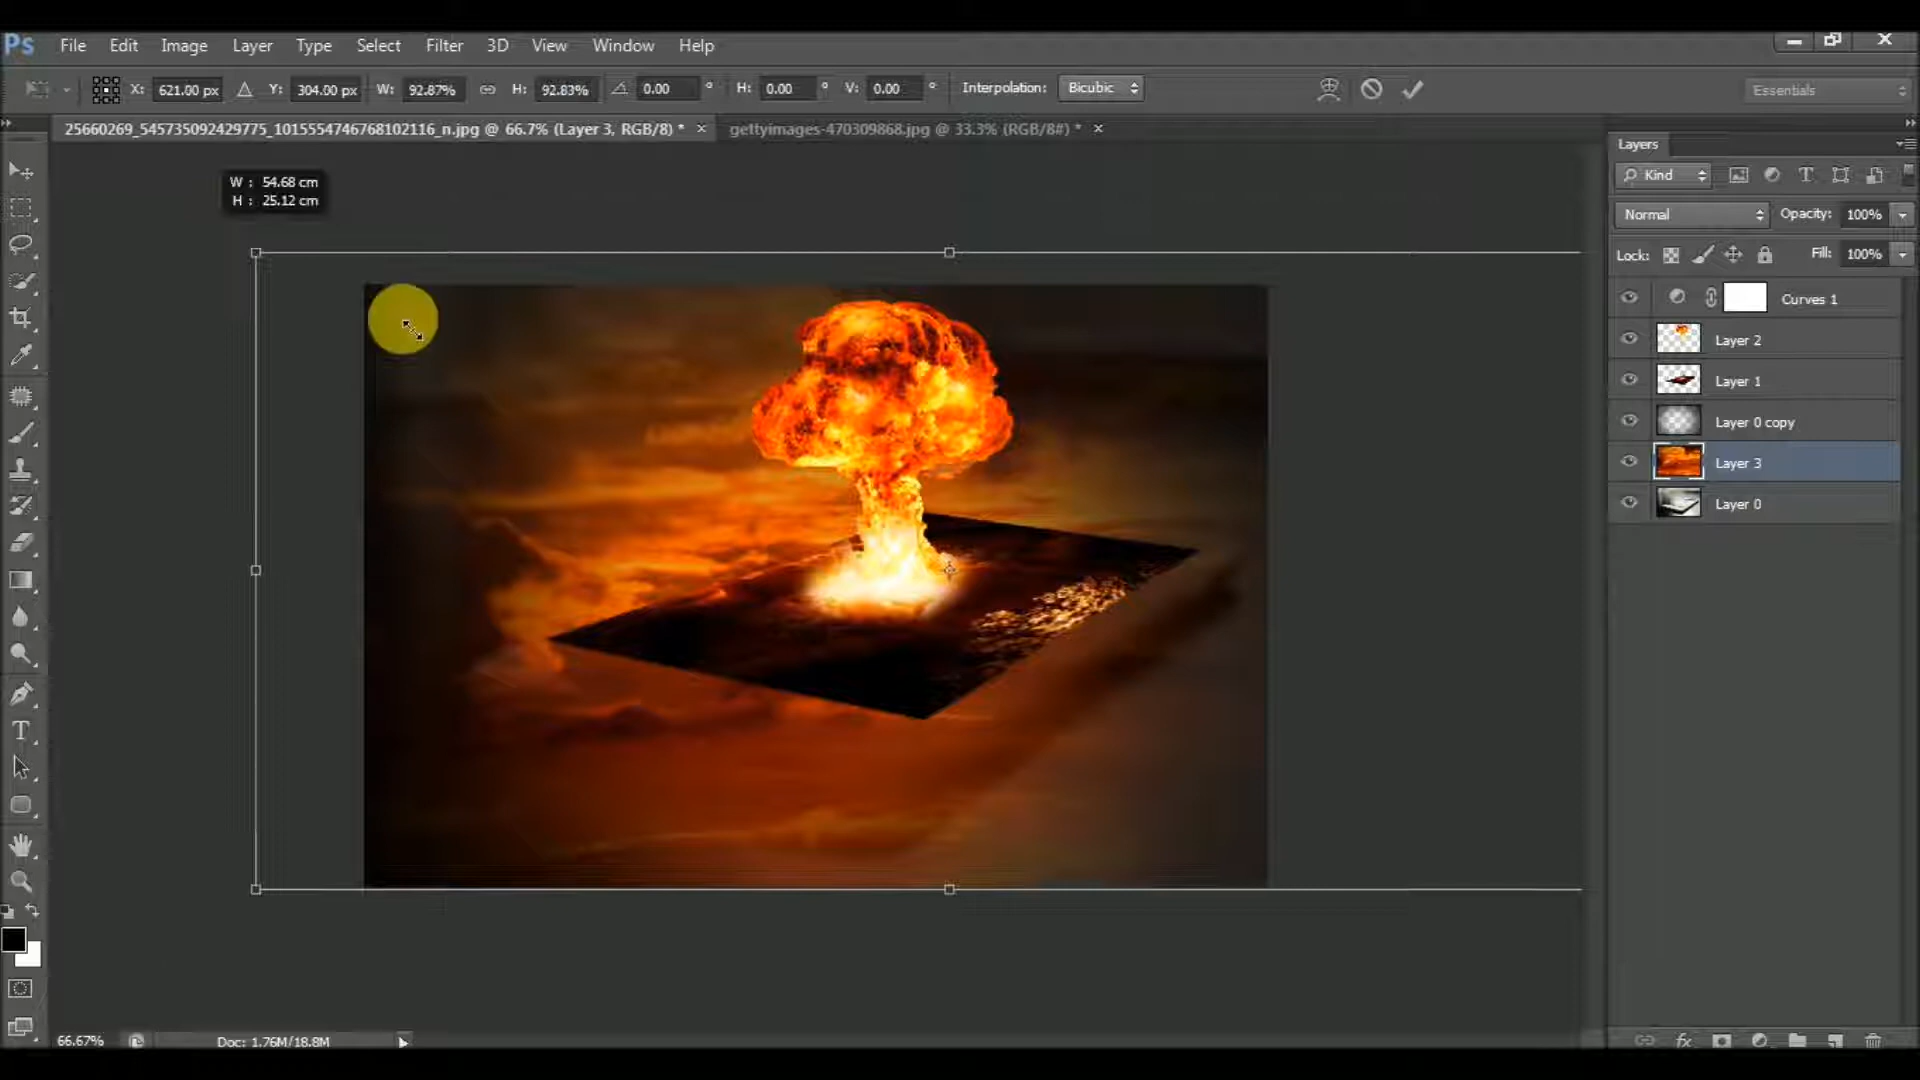 Ps File Edit Image Layer Type Select Filter 3D View Window Help
X: 621.00 px Y: 304.00 px W: 92.87% H: 92.83% 0.00 ° H: 0.00 ° V: 0.00 ° Interpolation: Bicubic Essentials
25660269_545735092429775_1015554746768102116_n.jpg @ 66.7% (Layer 3, RGB/8) * × gettyimages-470309868.jpg @ 33.3% (RGB/8#) * ×
Layers
W : 54.68 cm
H : 25.12 cm
Kind
Normal Opacity: 100%
Lock: Fill: 100%
Curves 1
Layer 2
Layer 1
Layer 0 copy
Layer 3
Layer 0
66.67% Doc: 1.76M/18.8M